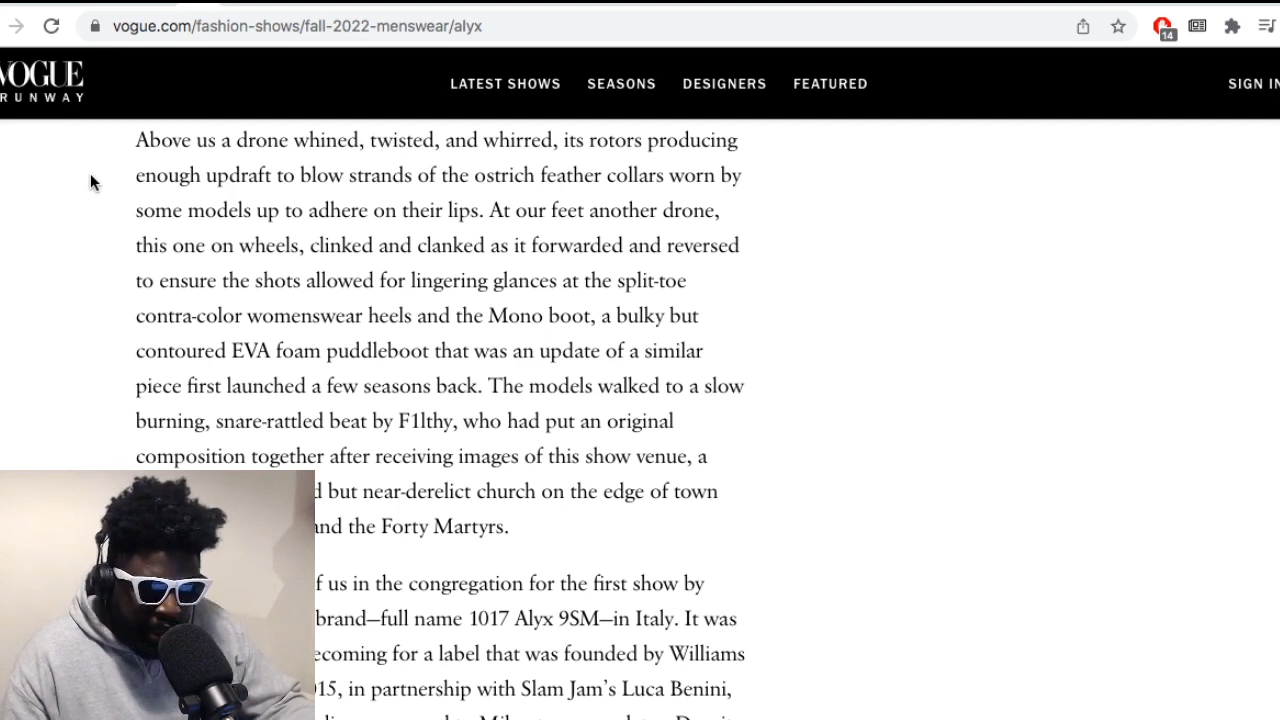 vogue.com/fashion-shows/fall-2022-menswear/alyx
14
VOGUE
RUNWAY
LATEST SHOWS SEASONS DESIGNERS FEATURED
SIGN IN
Above us a drone whined, twisted, and whirred, its rotors producing
enough updraft to blow strands of the ostrich feather collars worn by
some models up to adhere on their lips. At our feet another drone,
this one on wheels, clinked and clanked as it forwarded and reversed
to ensure the shots allowed for lingering glances at the split-toe
contra-color womenswear heels and the Mono boot, a bulky but
contoured EVA foam puddleboot that was an update of a similar
piece first launched a few seasons back. The models walked to a slow
burning, snare-rattled beat by F1lthy, who had put an original
composition together after receiving images of this show venue, a
but near-derelict church on the edge of town
and the Forty Martyrs.
of us in the congregation for the first show by
brand—full name 1017 Alyx 9SM—in Italy. It was
for a label that was founded by Williams
15, in partnership with Slam Jam's Luca Benini,